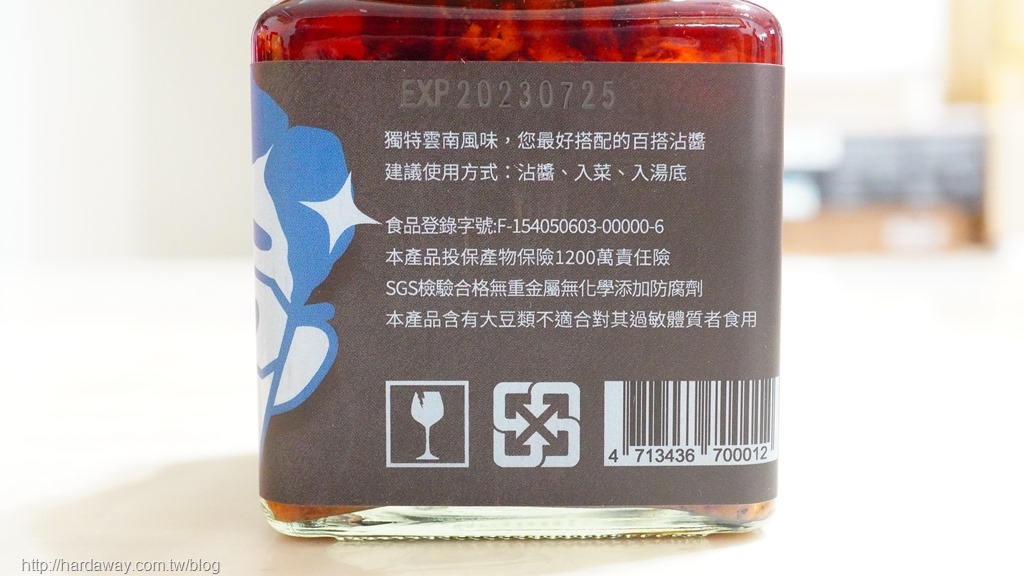 EXP20230725
獨特雲南風味，您最好搭配的百搭沾醬
建議使用方式：沾醬、入菜、入湯底
食品登錄字號:F-154050603-00000-6
本產品投保產物保險1200萬責任險
SGS檢驗合格無重金屬無化學添加防腐劑
本產品含有大豆類不適合對其過敏體質者食用
4 713436 700012
http://hardaway.com.tw/blog